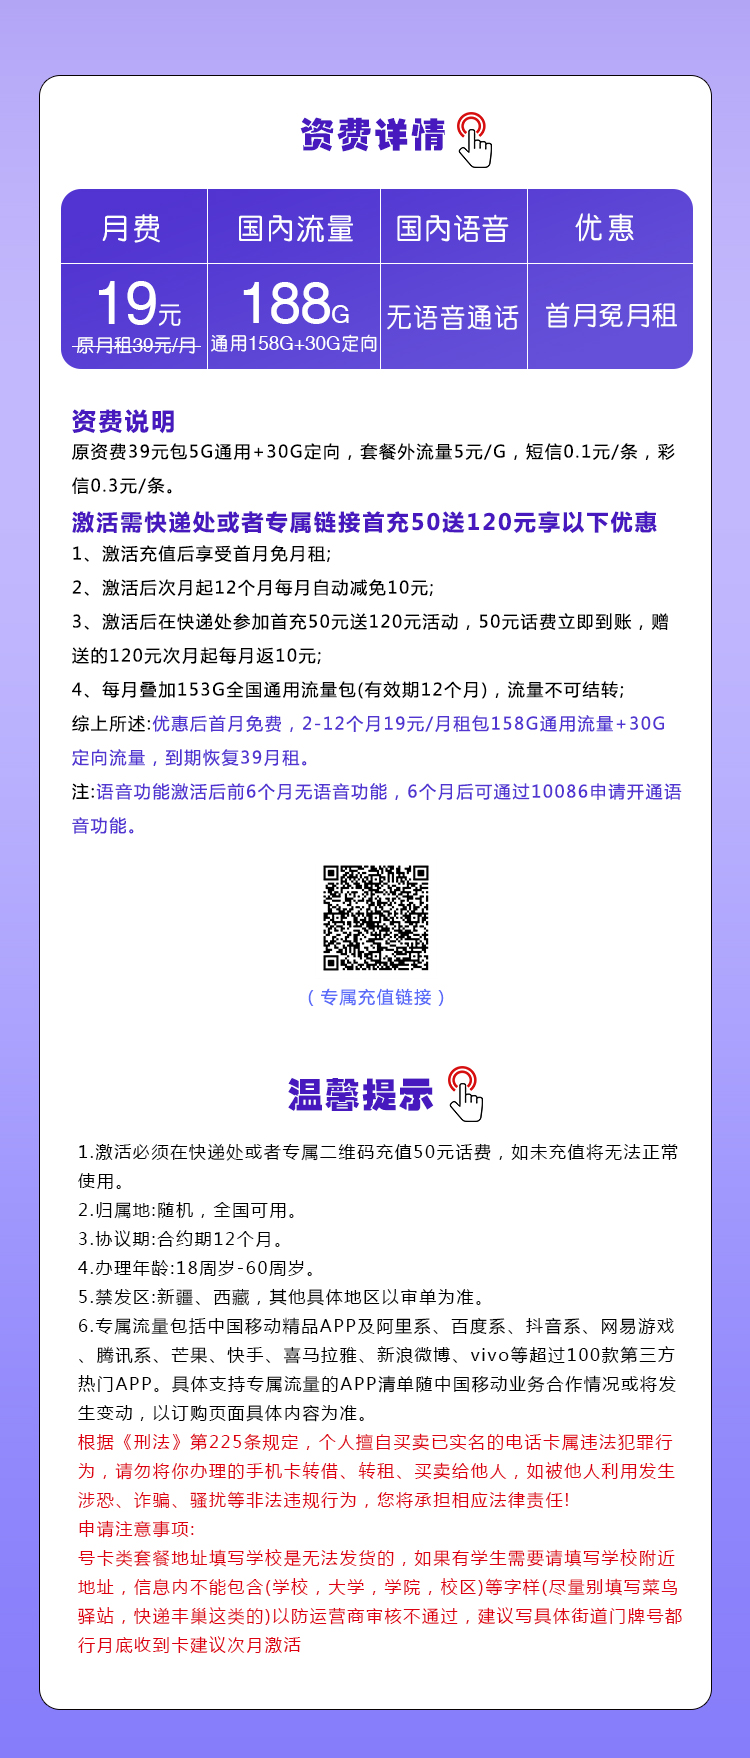 资费详情
月费
国内流量
国内语音
优惠
19元
原月租39元/月
188G
通用158G+30G定向
无语音通话
首月免月租
资费说明
原资费39元包5G通用+30G定向，套餐外流量5元/G，短信0.1元/条，彩
信0.3元/条。
激活需快递处或者专属链接首充50送120元享以下优惠
1、激活充值后享受首月免月租;
2、激活后次月起12个月每月自动减免10元;
3、激活后在快递处参加首充50元送120元活动，50元话费立即到账，赠
送的120元次月起每月返10元;
4、每月叠加153G全国通用流量包(有效期12个月)，流量不可结转;
综上所述:优惠后首月免费，2-12个月19元/月租包158G通用流量+30G
定向流量，到期恢复39月租。
注:语音功能激活后前6个月无语音功能，6个月后可通过10086申请开通语
音功能。
（专属充值链接）
温馨提示
1.激活必须在快递处或者专属二维码充值50元话费，如未充值将无法正常
使用。
2.归属地:随机，全国可用。
3.协议期:合约期12个月。
4.办理年龄:18周岁-60周岁。
5.禁发区:新疆、西藏，其他具体地区以审单为准。
6.专属流量包括中国移动精品APP及阿里系、百度系、抖音系、网易游戏
、腾讯系、芒果、快手、喜马拉雅、新浪微博、vivo等超过100款第三方
热门APP。具体支持专属流量的APP清单随中国移动业务合作情况或将发
生变动，以订购页面具体内容为准。
根据《刑法》第225条规定，个人擅自买卖已实名的电话卡属违法犯罪行
为，请勿将你办理的手机卡转借、转租、买卖给他人，如被他人利用发生
涉恐、诈骗、骚扰等非法违规行为，您将承担相应法律责任!
申请注意事项:
号卡类套餐地址填写学校是无法发货的，如果有学生需要请填写学校附近
地址，信息内不能包含(学校，大学，学院，校区)等字样(尽量别填写菜鸟
驿站，快递丰巢这类的)以防运营商审核不通过，建议写具体街道门牌号都
行月底收到卡建议次月激活